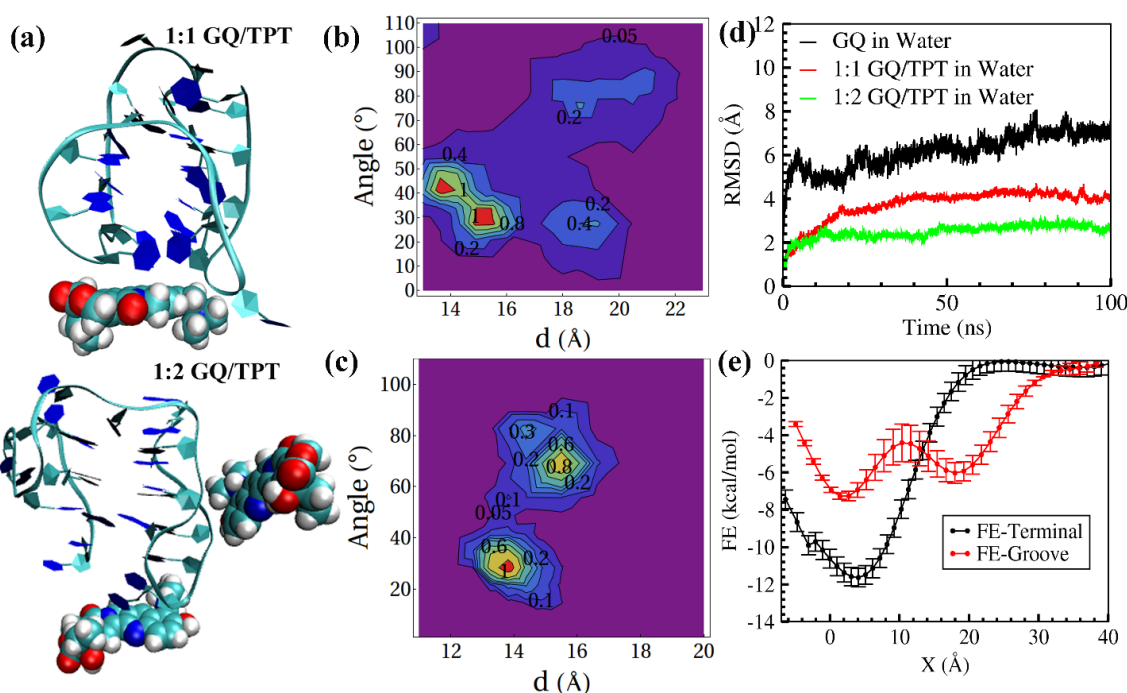 (a)
1:1 GQ/TPT
1:2 GQ/TPT
(b)
Angle (°)
110
100
90
80
70
60
50
40
30
20
10
0
0.05
0.2
0.4
1
0.2
1
0.8
0.4
0.2
14 16 18 20 22
d (Å)
(c)
Angle (°)
100
80
60
40
20
0.1
0.3
0.6
0.2
0.8
0.2
0.1
0.05
0.6
0.2
1
0.1
12 14 16 18 20
d (Å)
(d)
RMSD (Å)
12
10
8
6
4
2
0
GQ in Water
1:1 GQ/TPT in Water
1:2 GQ/TPT in Water
0 50 100
Time (ns)
(e)
FE (kcal/mol)
0
-2
-4
-6
-8
-10
-12
-14
FE-Terminal
FE-Groove
0 10 20 30 40
X (Å)